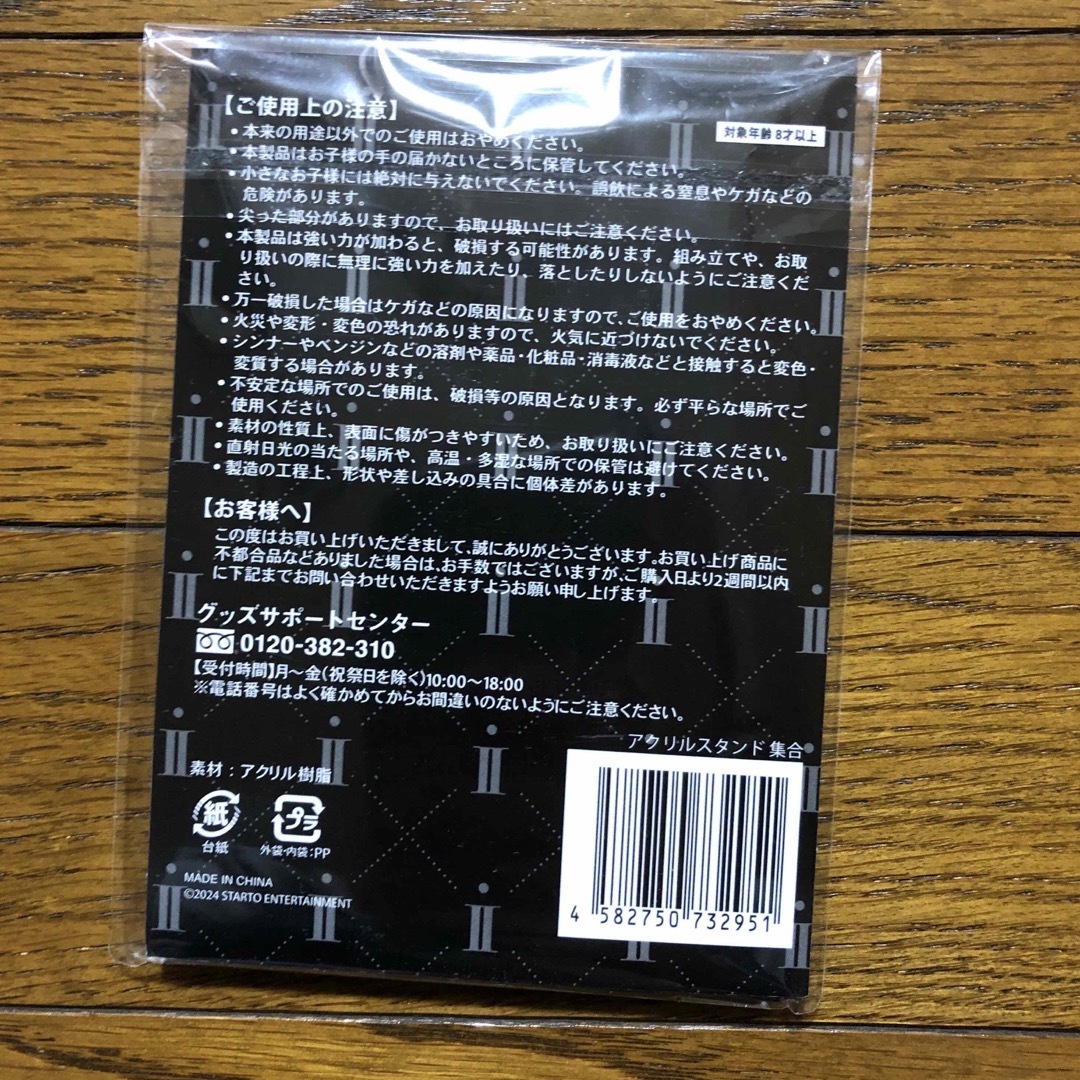 【ご使用上の注意】
対象年齢 8才以上
・本来の用途以外でのご使用はおやめください。
・本製品はお子様の手の届かないところに保管してください。
・小さなお子様には絶対に与えないでください。誤飲による窒息やケガなどの
危険があります。
・尖った部分がありますので、お取り扱いにはご注意ください。
・本製品は強い力が加わると、破損する可能性があります。組み立てや、お取
り扱いの際に無理に強い力を加えたり、落としたりしないようにご注意くだ
さい。
・万一破損した場合はケガなどの原因になりますので、ご使用をおやめください。
・火災や変形・変色の恐れがありますので、火気に近づけないでください。
・シンナーやベンジンなどの溶剤や薬品・化粧品・消毒液などと接触すると変色・
変質する場合があります。
・不安定な場所でのご使用は、破損等の原因となります。必ず平らな場所でご
使用ください。
・素材の性質上、表面に傷がつきやすいため、お取り扱いにご注意ください。
・直射日光の当たる場所や、高温・多湿な場所での保管は避けてください。
・製造の工程上、形状や差し込みの具合に個体差があります。
【お客様へ】
この度はお買い上げいただきまして、誠にありがとうございます。お買い上げ商品に
不都合品などありました場合は、お手数ではございますが、ご購入日より2週間以内
に下記までお問い合わせいただきますようお願い申し上げます。
グッズサポートセンター
0120-382-310
【受付時間】月～金(祝祭日を除く)10:00～18:00
※電話番号はよく確かめてからお間違いのないようにご注意ください。
アクリルスタンド 集合
素材：アクリル樹脂
紙
台紙
プラ
外袋・内袋：PP
MADE IN CHINA
©2024 STARTO ENTERTAINMENT
4 582750 732951